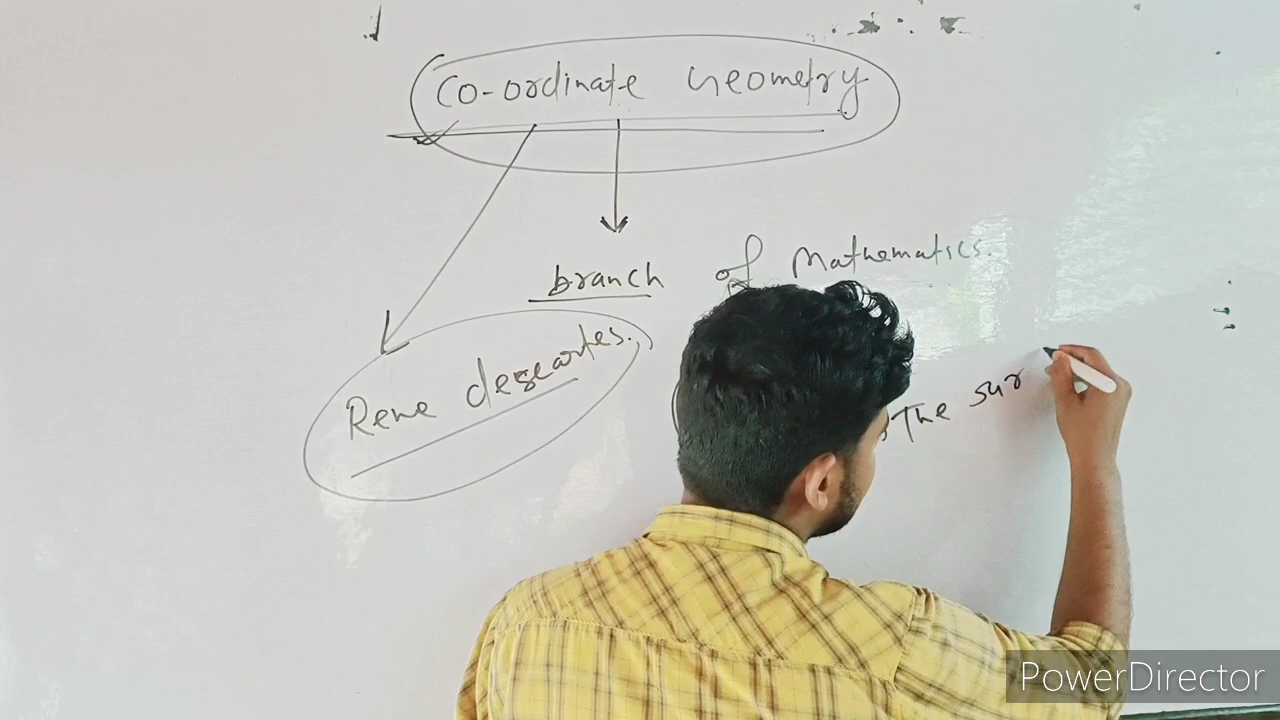 Co-ordinate Geometry
branch of Mathematics.
Rene descartes.
The sur
PowerDirector